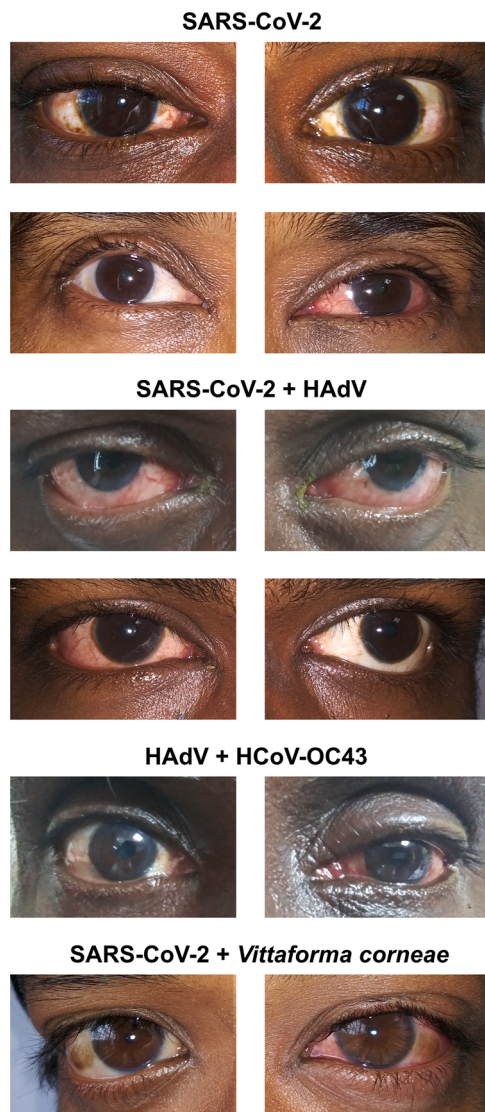 SARS-CoV-2
SARS-CoV-2 + HAdV
HAdV + HCoV-OC43
SARS-CoV-2 + Vittaforma corneae